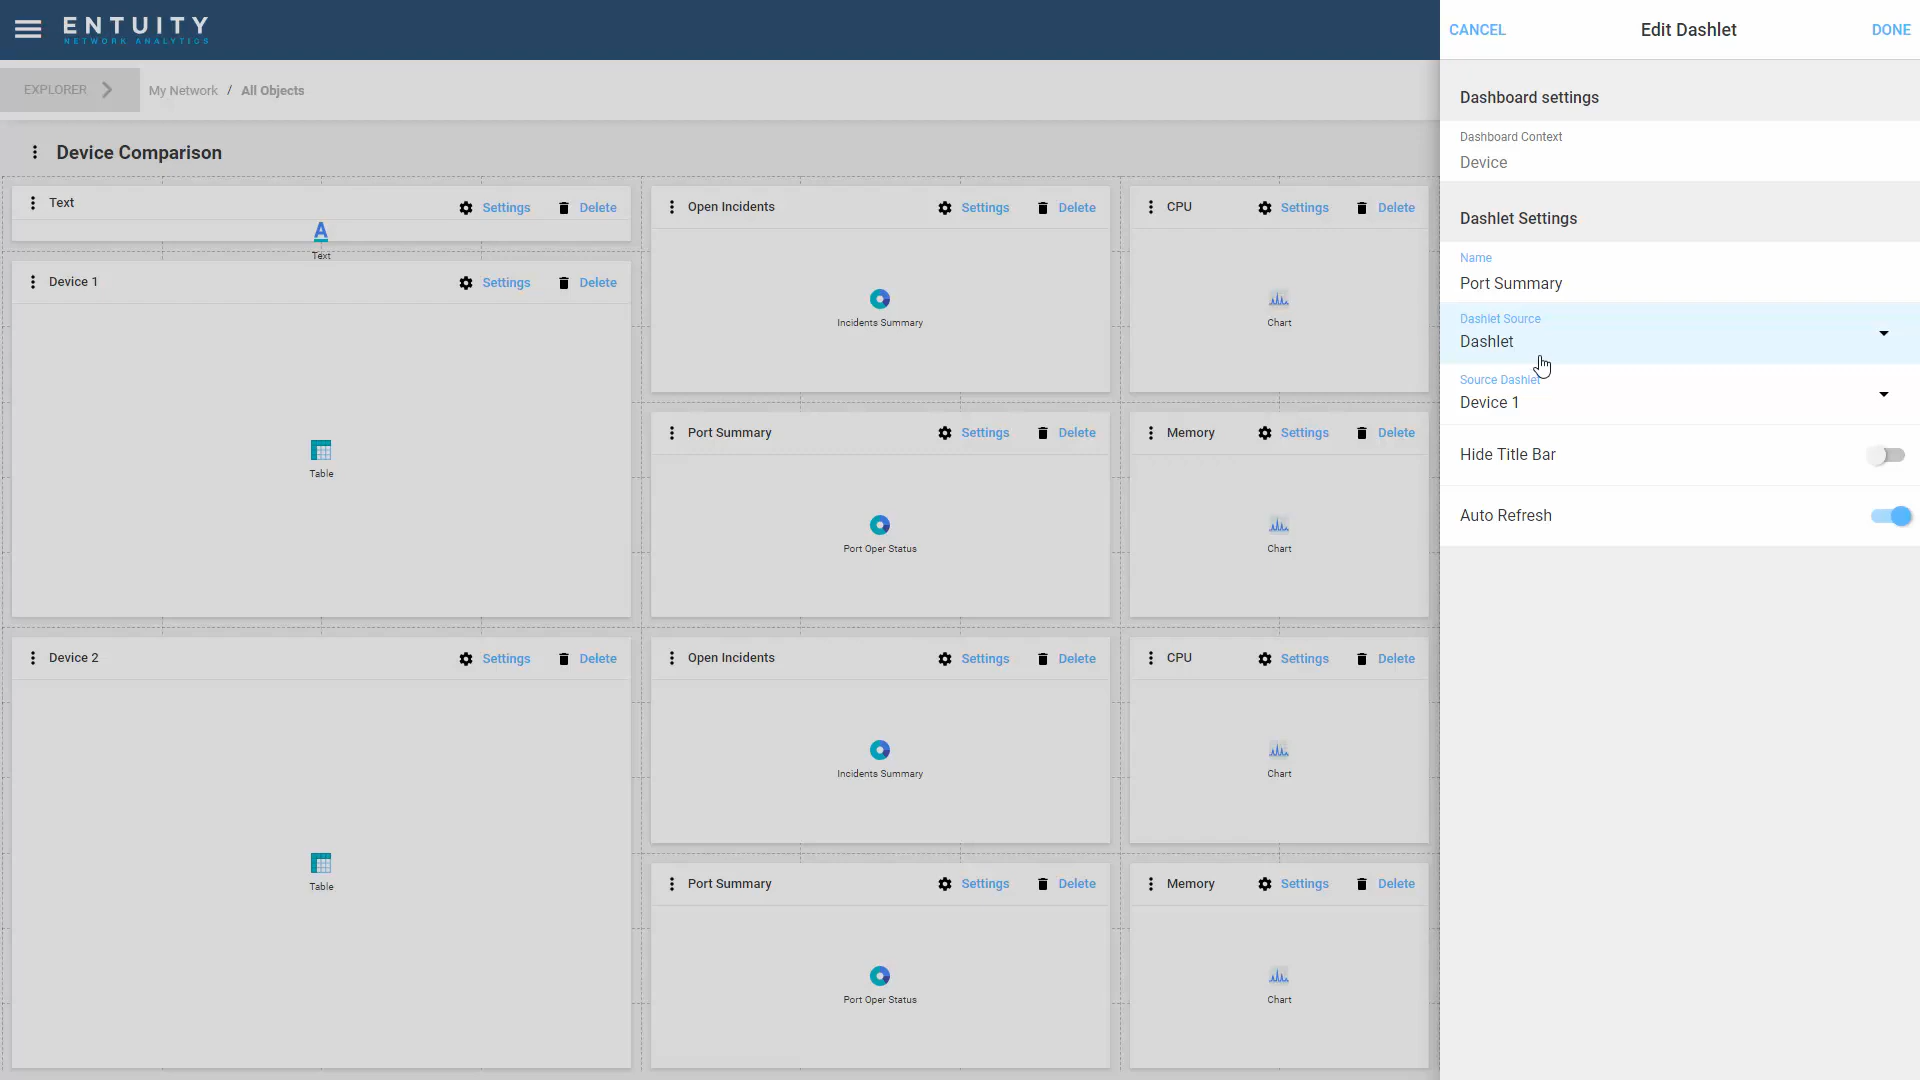 ENTUITY
NETWORK ANALYTICS
EXPLORER
My Network / All Objects
Device Comparison
Text Settings Delete
Text
Device 1 Settings Delete
Table
Device 2 Settings Delete
Table
Open Incidents Settings Delete
Incidents Summary
Port Summary Settings Delete
Port Oper Status
Open Incidents Settings Delete
Incidents Summary
Port Summary Settings Delete
Port Oper Status
CPU Settings Delete
Chart
Memory Settings Delete
Chart
CPU Settings Delete
Chart
Memory Settings Delete
Chart
CANCEL Edit Dashlet DONE
Dashboard settings
Dashboard Context
Device
Dashlet Settings
Name
Port Summary
Dashlet Source
Dashlet
Source Dashlet
Device 1
Hide Title Bar
Auto Refresh